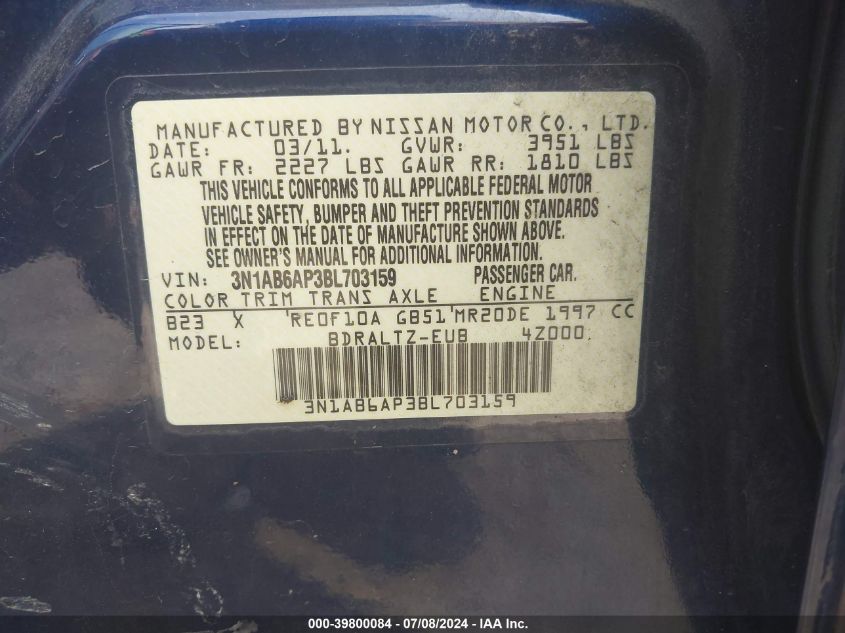 MANUFACTURED BY NISSAN MOTOR CO., LTD.
DATE: 03/11. GVWR: 3951 LBS
GAWR FR: 2227 LBS GAWR RR: 1810 LBS
THIS VEHICLE CONFORMS TO ALL APPLICABLE FEDERAL MOTOR
VEHICLE SAFETY, BUMPER AND THEFT PREVENTION STANDARDS
IN EFFECT ON THE DATE OF MANUFACTURE SHOWN ABOVE.
SEE OWNER'S MANUAL FOR ADDITIONAL INFORMATION.
VIN: 3N1AB6AP3BL703159 PASSENGER CAR.
COLOR TRIM TRANS AXLE ENGINE
B23 X RE0F10A GB51 MR20DE 1997 CC
MODEL: BDRALTZ-EUB 4Z000
3N1AB6AP3BL703159
000-39800084 - 07/08/2024 - IAA Inc.